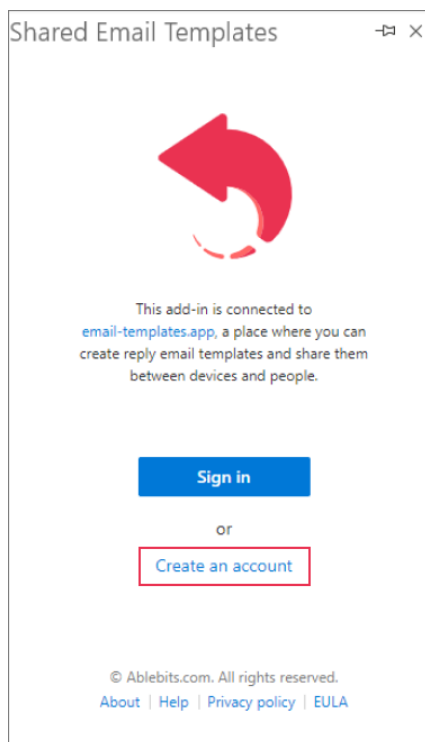 Shared Email Templates
This add-in is connected to
email-templates.app, a place where you can
create reply email templates and share them
between devices and people.
Sign in
or
Create an account
© Ablebits.com. All rights reserved.
About | Help | Privacy policy | EULA